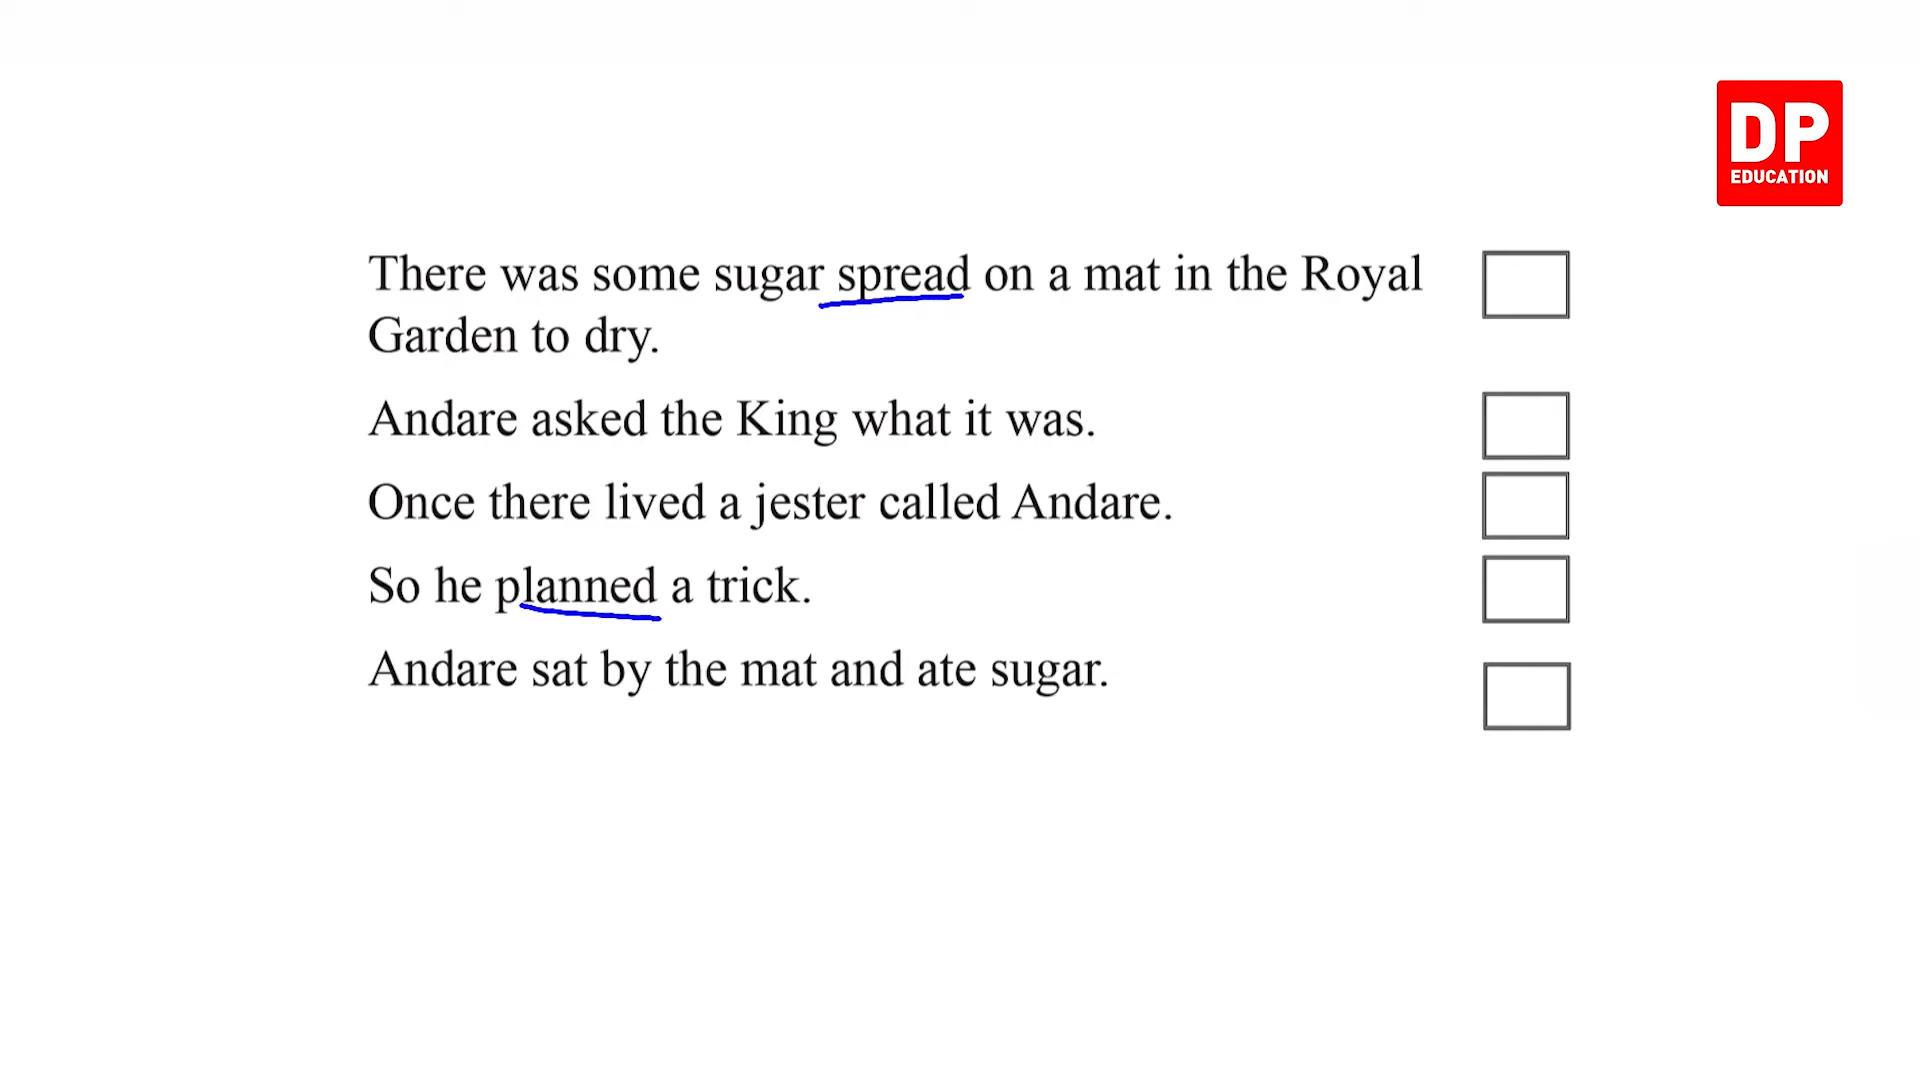 DP
EDUCATION
There was some sugar spread on a mat in the Royal
Garden to dry.
Andare asked the King what it was.
Once there lived a jester called Andare.
So he planned a trick.
Andare sat by the mat and ate sugar.